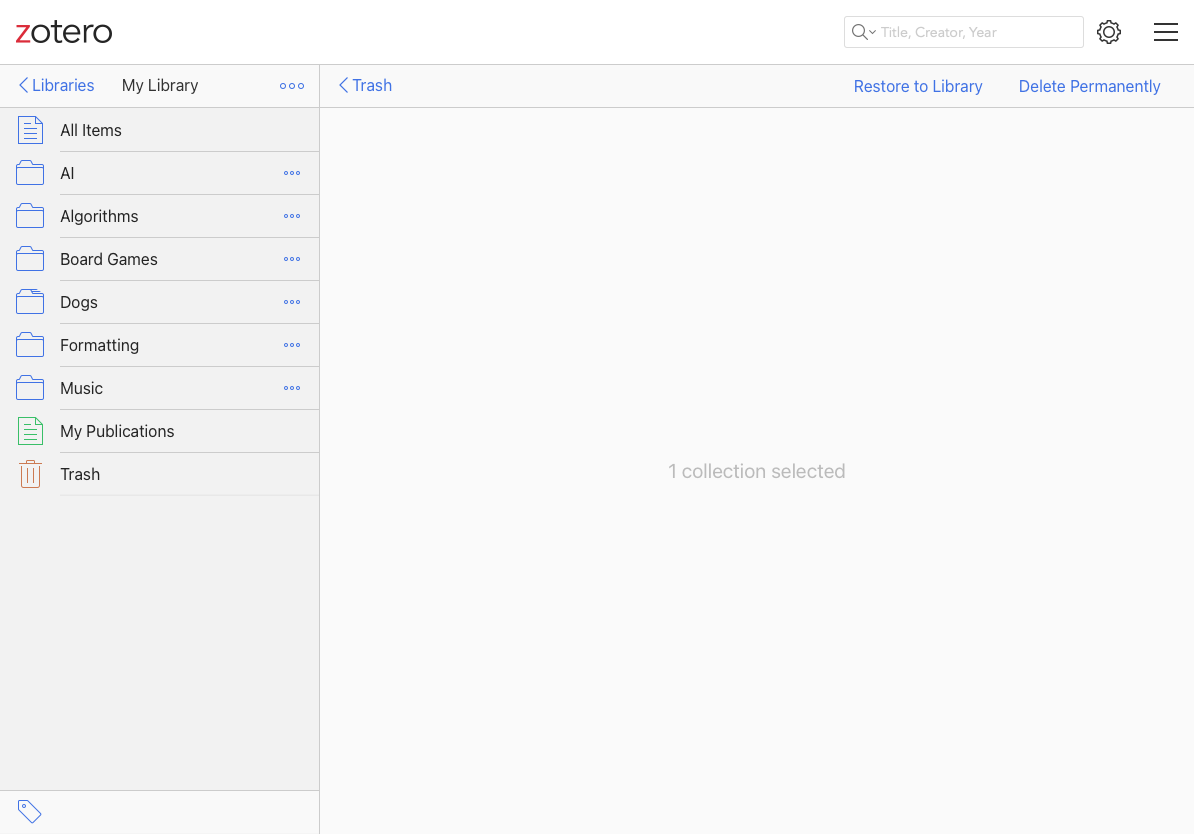 zotero
Title, Creator, Year
Libraries
My Library
Trash
Restore to Library
Delete Permanently
All Items
AI
Algorithms
Board Games
Dogs
Formatting
Music
My Publications
Trash
1 collection selected